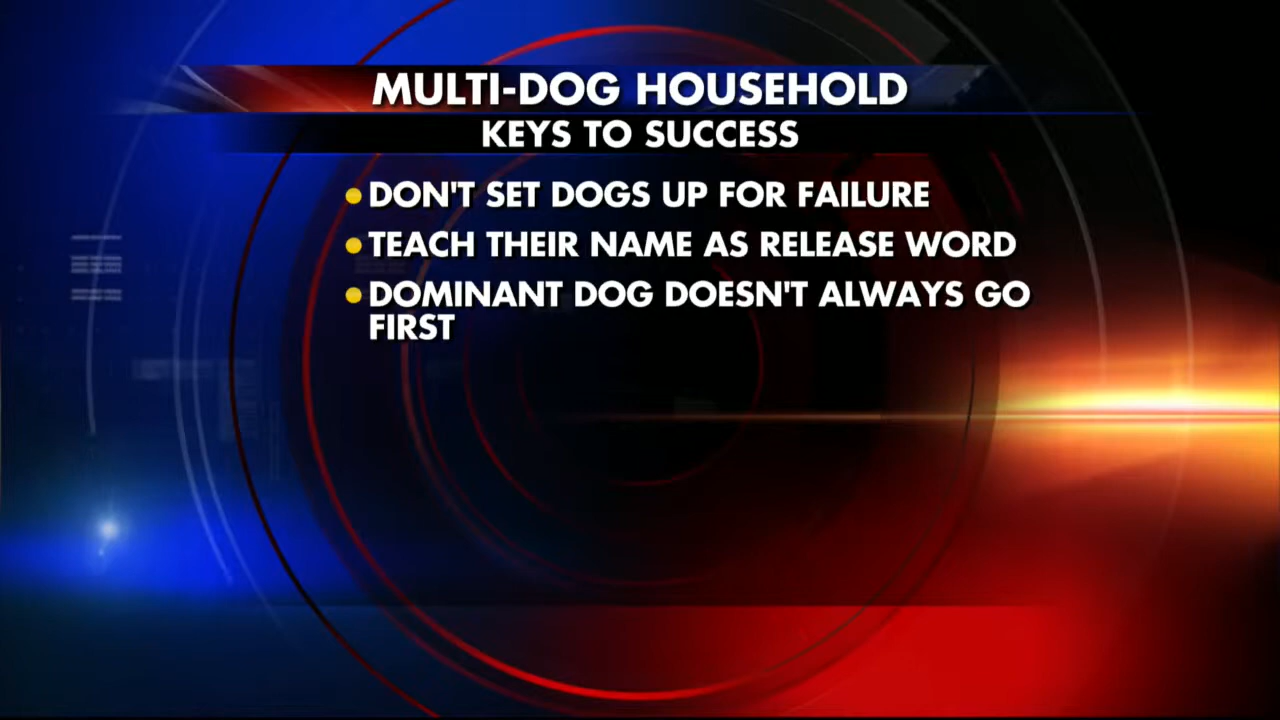 MULTI-DOG HOUSEHOLD
KEYS TO SUCCESS
DON'T SET DOGS UP FOR FAILURE
TEACH THEIR NAME AS RELEASE WORD
DOMINANT DOG DOESN'T ALWAYS GO
FIRST